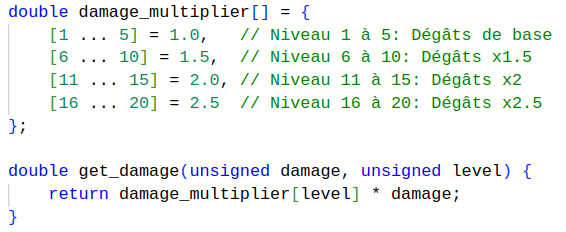 double damage_multiplier[] = {
    [1 ... 5] = 1.0,   // Niveau 1 à 5: Dégâts de base
    [6 ... 10] = 1.5,  // Niveau 6 à 10: Dégâts x1.5
    [11 ... 15] = 2.0, // Niveau 11 à 15: Dégâts x2
    [16 ... 20] = 2.5  // Niveau 16 à 20: Dégâts x2.5
};

double get_damage(unsigned damage, unsigned level) {
    return damage_multiplier[level] * damage;
}